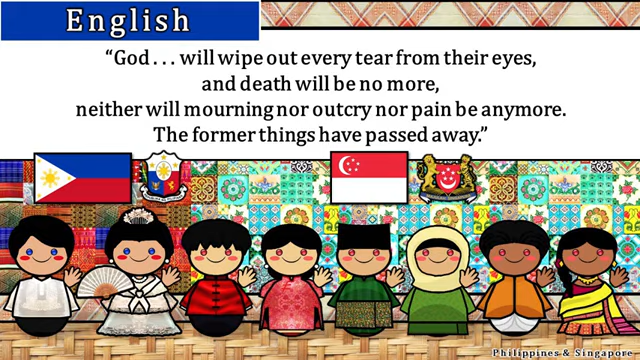 English
“God . . . will wipe out every tear from their eyes,
and death will be no more,
neither will mourning nor outcry nor pain be anymore.
The former things have passed away.”
Philippines & Singapore